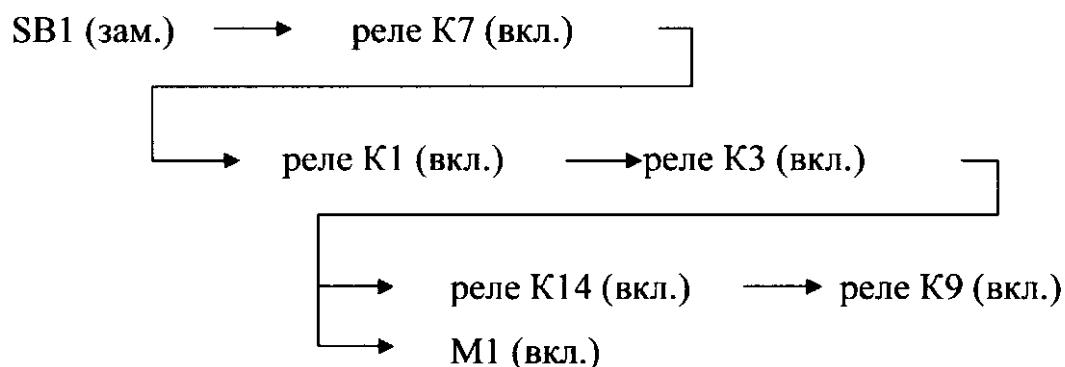 SB1 (зам.) реле К7 (вкл.)
реле К1 (вкл.) реле К3 (вкл.)
реле К14 (вкл.) реле К9 (вкл.)
М1 (вкл.)